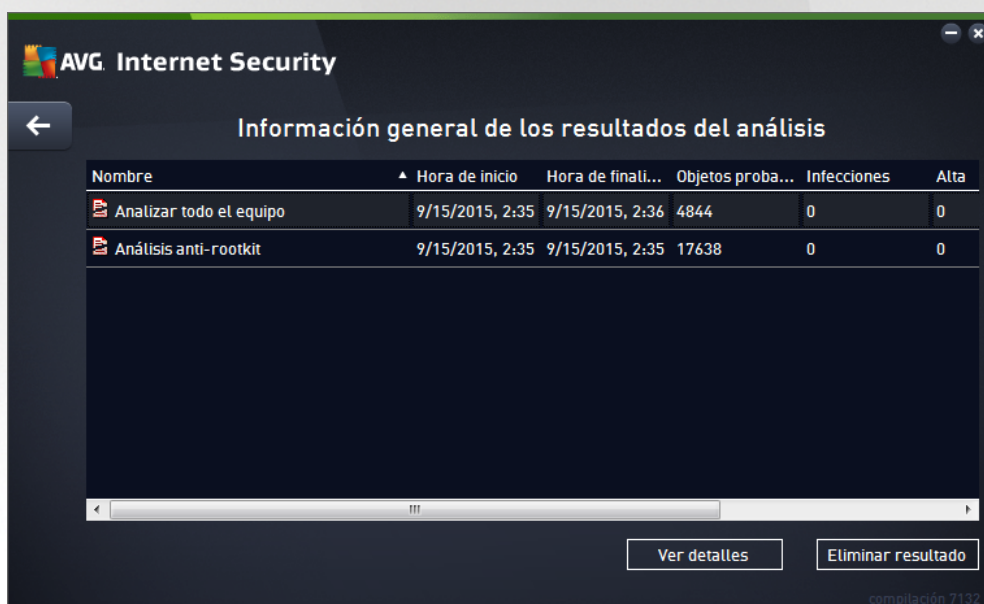 AVG. Internet Security
Información general de los resultados del análisis
Nombre Hora de inicio Hora de finali... Objetos proba... Infecciones Alta
Analizar todo el equipo 9/15/2015, 2:35 9/15/2015, 2:36 4844 0 0
Análisis anti-rootkit 9/15/2015, 2:35 9/15/2015, 2:35 17638 0 0
Ver detalles Eliminar resultado
compilación 7132